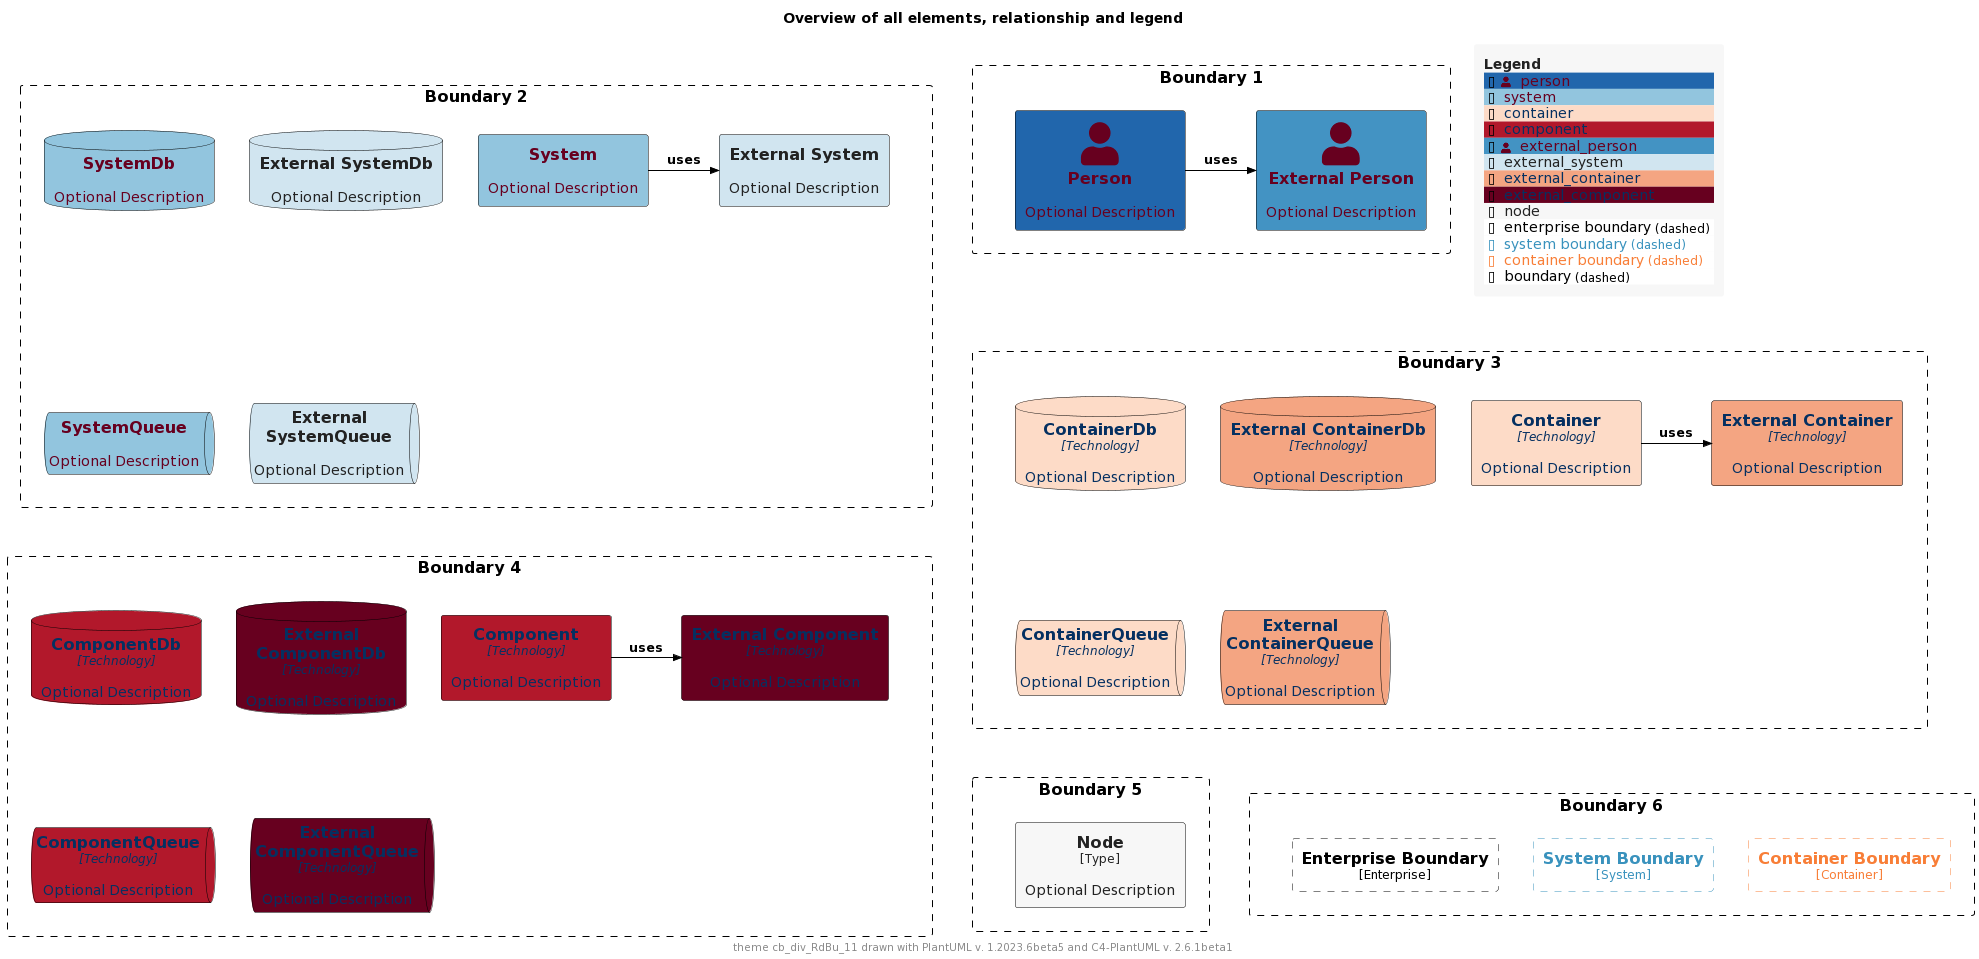 Overview of all elements, relationship and legend
Boundary 2
SystemDb
Optional Description
External SystemDb
Optional Description
System
Optional Description
uses
External System
Optional Description
SystemQueue
Optional Description
External
SystemQueue
Optional Description
Boundary 1
Person
Optional Description
uses
External Person
Optional Description
Legend
person
system
container
component
external_person
external_system
external_container
external_component
node
enterprise boundary (dashed)
system boundary (dashed)
container boundary (dashed)
boundary (dashed)
Boundary 3
ContainerDb
[Technology]
Optional Description
External ContainerDb
[Technology]
Optional Description
Container
[Technology]
Optional Description
uses
External Container
[Technology]
Optional Description
ContainerQueue
[Technology]
Optional Description
External
ContainerQueue
[Technology]
Optional Description
Boundary 4
ComponentDb
[Technology]
Optional Description
External
ComponentDb
[Technology]
Optional Description
Component
[Technology]
Optional Description
uses
External Component
[Technology]
Optional Description
ComponentQueue
[Technology]
Optional Description
External
ComponentQueue
[Technology]
Optional Description
Boundary 5
Node
[Type]
Optional Description
Boundary 6
Enterprise Boundary
[Enterprise]
System Boundary
[System]
Container Boundary
[Container]
theme cb_div_RdBu_11 drawn with PlantUML v. 1.2023.6beta5 and C4-PlantUML v. 2.6.1beta1